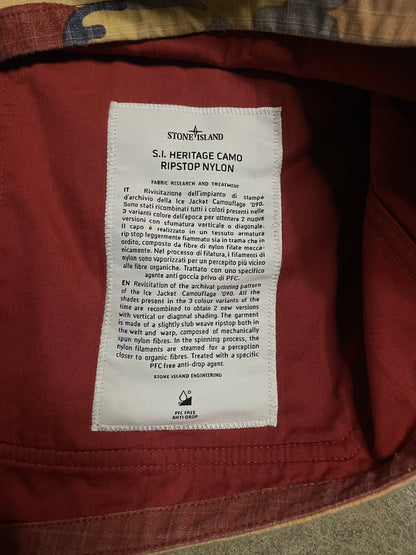 STONE ISLAND
S.I. HERITAGE CAMO
RIPSTOP NYLON
FABRIC RESEARCH AND TREATMENT
IT Rivisitazione dell'impianto di stampa
d'archivio della Ice Jacket Camouflage '090.
Sono stati ricombinati tutti i colori presenti nelle
3 varianti colore dell'epoca per ottenere 2 nuove
versioni con sfumatura verticale o diagonale.
Il capo è realizzato in un tessuto armatura
rip stop leggermente fiammato sia in trama che in
ordito, composto da fibre di nylon filate mecca-
nicamente. Nel processo di filatura, i filamenti di
nylon sono vaporizzati per un percepito più vicino
alle fibre organiche. Trattato con uno specifico
agente anti goccia privo di PFC.
EN Revisitation of the archival printing pattern
of the Ice Jacket Camouflage '090. All the
shades present in the 3 colour variants of the
time are recombined to obtain 2 new versions
with vertical or diagonal shading. The garment
is made of a slightly slub weave ripstop both in
the weft and warp, composed of mechanically
spun nylon fibres. In the spinning process, the
nylon filaments are steamed for a perception
closer to organic fibres. Treated with a specific
PFC free anti-drop agent.
STONE ISLAND ENGINEERING
PFC FREE
ANTI-DROP